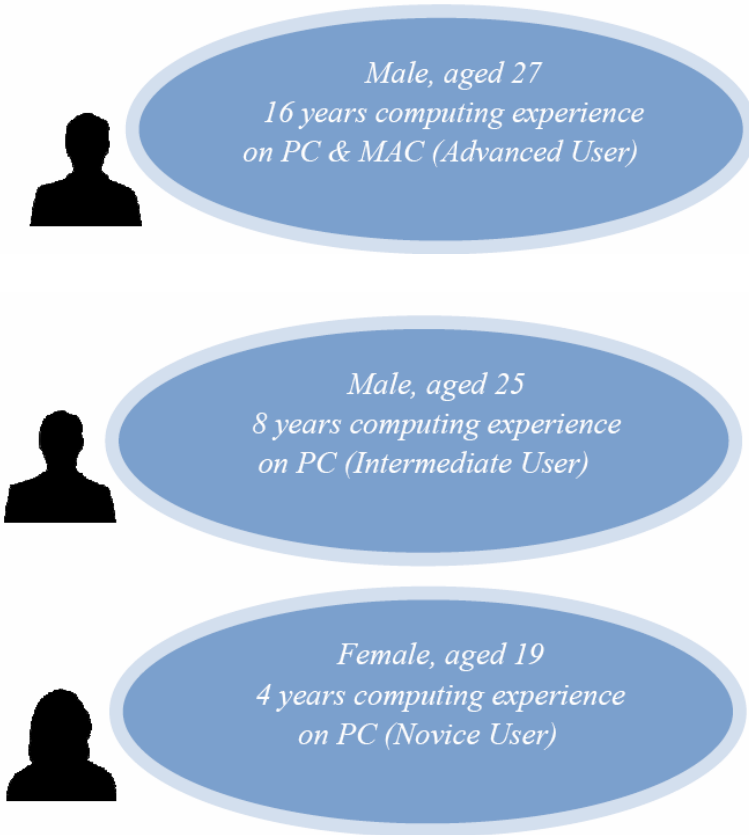 Male, aged 27
16 years computing experience
on PC & MAC (Advanced User)
Male, aged 25
8 years computing experience
on PC (Intermediate User)
Female, aged 19
4 years computing experience
on PC (Novice User)